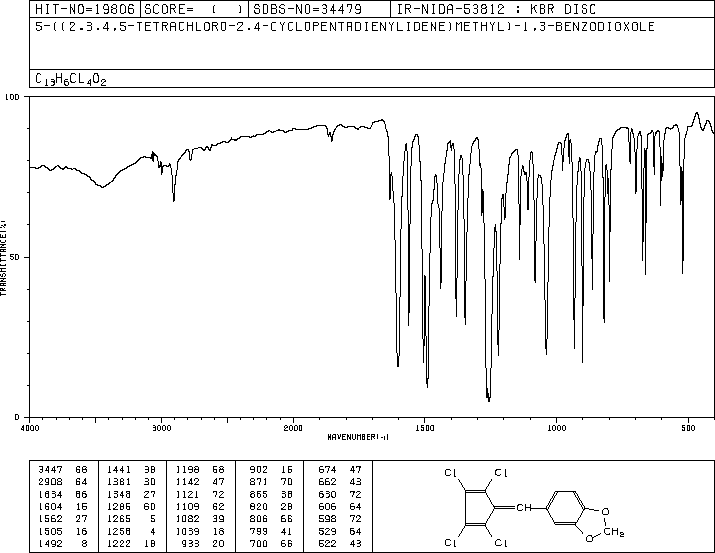 HIT-NO=19806 SCORE= ( ) SDBS-NO=34479 IR-NIDA-53812 : KBR DISC
5-((2,3,4,5-TETRACHLORO-2,4-CYCLOPENTADIENYLIDENE)METHYL)-1,3-BENZODIOXOLE
C13H6CL4O2
100
50
0
TRANSMITTANCE(%)
4000 3000 2000 1500 1000 500
WAVENUMBER(-1)
3447 68 1441 38 1198 58 902 16 674 47
2908 64 1381 30 1142 47 871 70 662 43
1834 86 1348 27 1121 72 865 38 630 72
1604 15 1286 60 1109 62 820 28 606 64
1562 27 1265 5 1082 39 806 66 598 72
1505 16 1258 4 1039 18 799 41 529 64
1492 8 1222 18 933 20 700 66 522 43
Cl Cl
CH
O
O CH2
Cl Cl